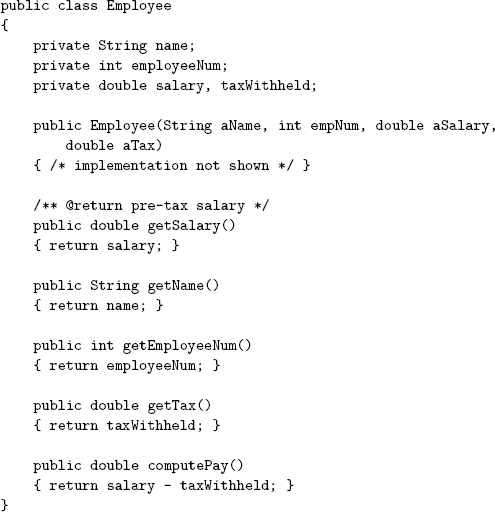 public class Employee
{
    private String name;
    private int employeeNum;
    private double salary, taxWithheld;

    public Employee(String aName, int empNum, double aSalary,
        double aTax)
    { /* implementation not shown */ }

    /** @return pre-tax salary */
    public double getSalary()
    { return salary; }

    public String getName()
    { return name; }

    public int getEmployeeNum()
    { return employeeNum; }

    public double getTax()
    { return taxWithheld; }

    public double computePay()
    { return salary - taxWithheld; }
}